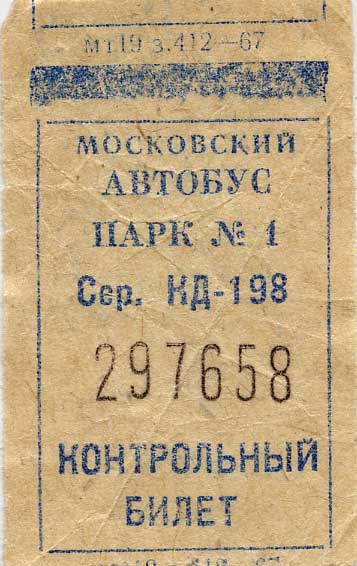 МТ19 з.412—67
МОСКОВСКИЙ
АВТОБУС
ПАРК № 1
Сер. КД-198
297658
КОНТРОЛЬНЫЙ
БИЛЕТ